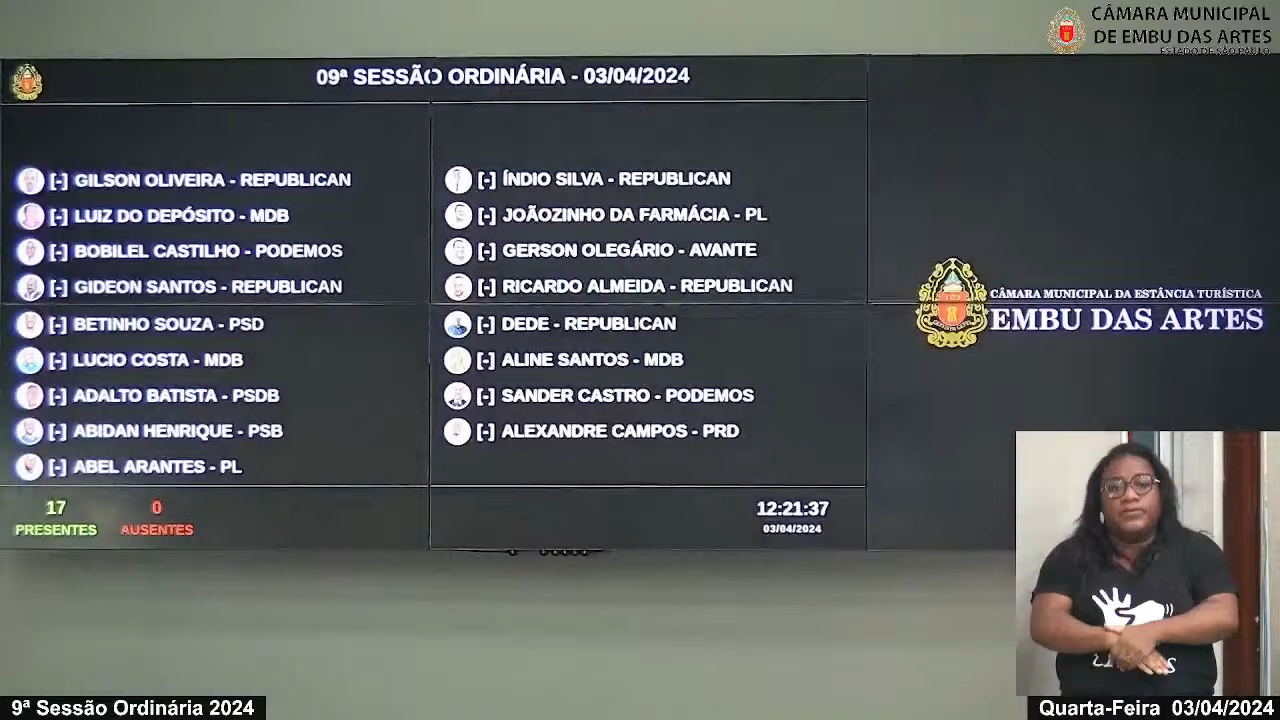 CÂMARA MUNICIPAL
DE EMBU DAS ARTES
ESTADO DE SÃO PAULO
09ª SESSÃO ORDINÁRIA - 03/04/2024
[-] GILSON OLIVEIRA - REPUBLICAN
[-] LUIZ DO DEPÓSITO - MDB
[-] BOBILEL CASTILHO - PODEMOS
[-] GIDEON SANTOS - REPUBLICAN
[-] BETINHO SOUZA - PSD
[-] LUCIO COSTA - MDB
[-] ADALTO BATISTA - PSDB
[-] ABIDAN HENRIQUE - PSB
[-] ABEL ARANTES - PL
[-] ÍNDIO SILVA - REPUBLICAN
[-] JOÃOZINHO DA FARMÁCIA - PL
[-] GERSON OLEGÁRIO - AVANTE
[-] RICARDO ALMEIDA - REPUBLICAN
[-] DEDE - REPUBLICAN
[-] ALINE SANTOS - MDB
[-] SANDER CASTRO - PODEMOS
[-] ALEXANDRE CAMPOS - PRD
17
PRESENTES
0
AUSENTES
12:21:37
03/04/2024
CÂMARA MUNICIPAL DA ESTÂNCIA TURÍSTICA
EMBU DAS ARTES
9ª Sessão Ordinária 2024
Quarta-Feira 03/04/2024